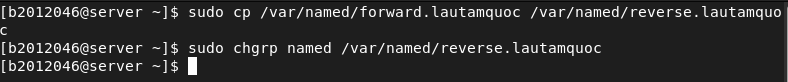 [b2012046@server ~]$ sudo cp /var/named/forward.lautamquoc /var/named/reverse.lautamquo
c
[b2012046@server ~]$ sudo chgrp named /var/named/reverse.lautamquoc
[b2012046@server ~]$